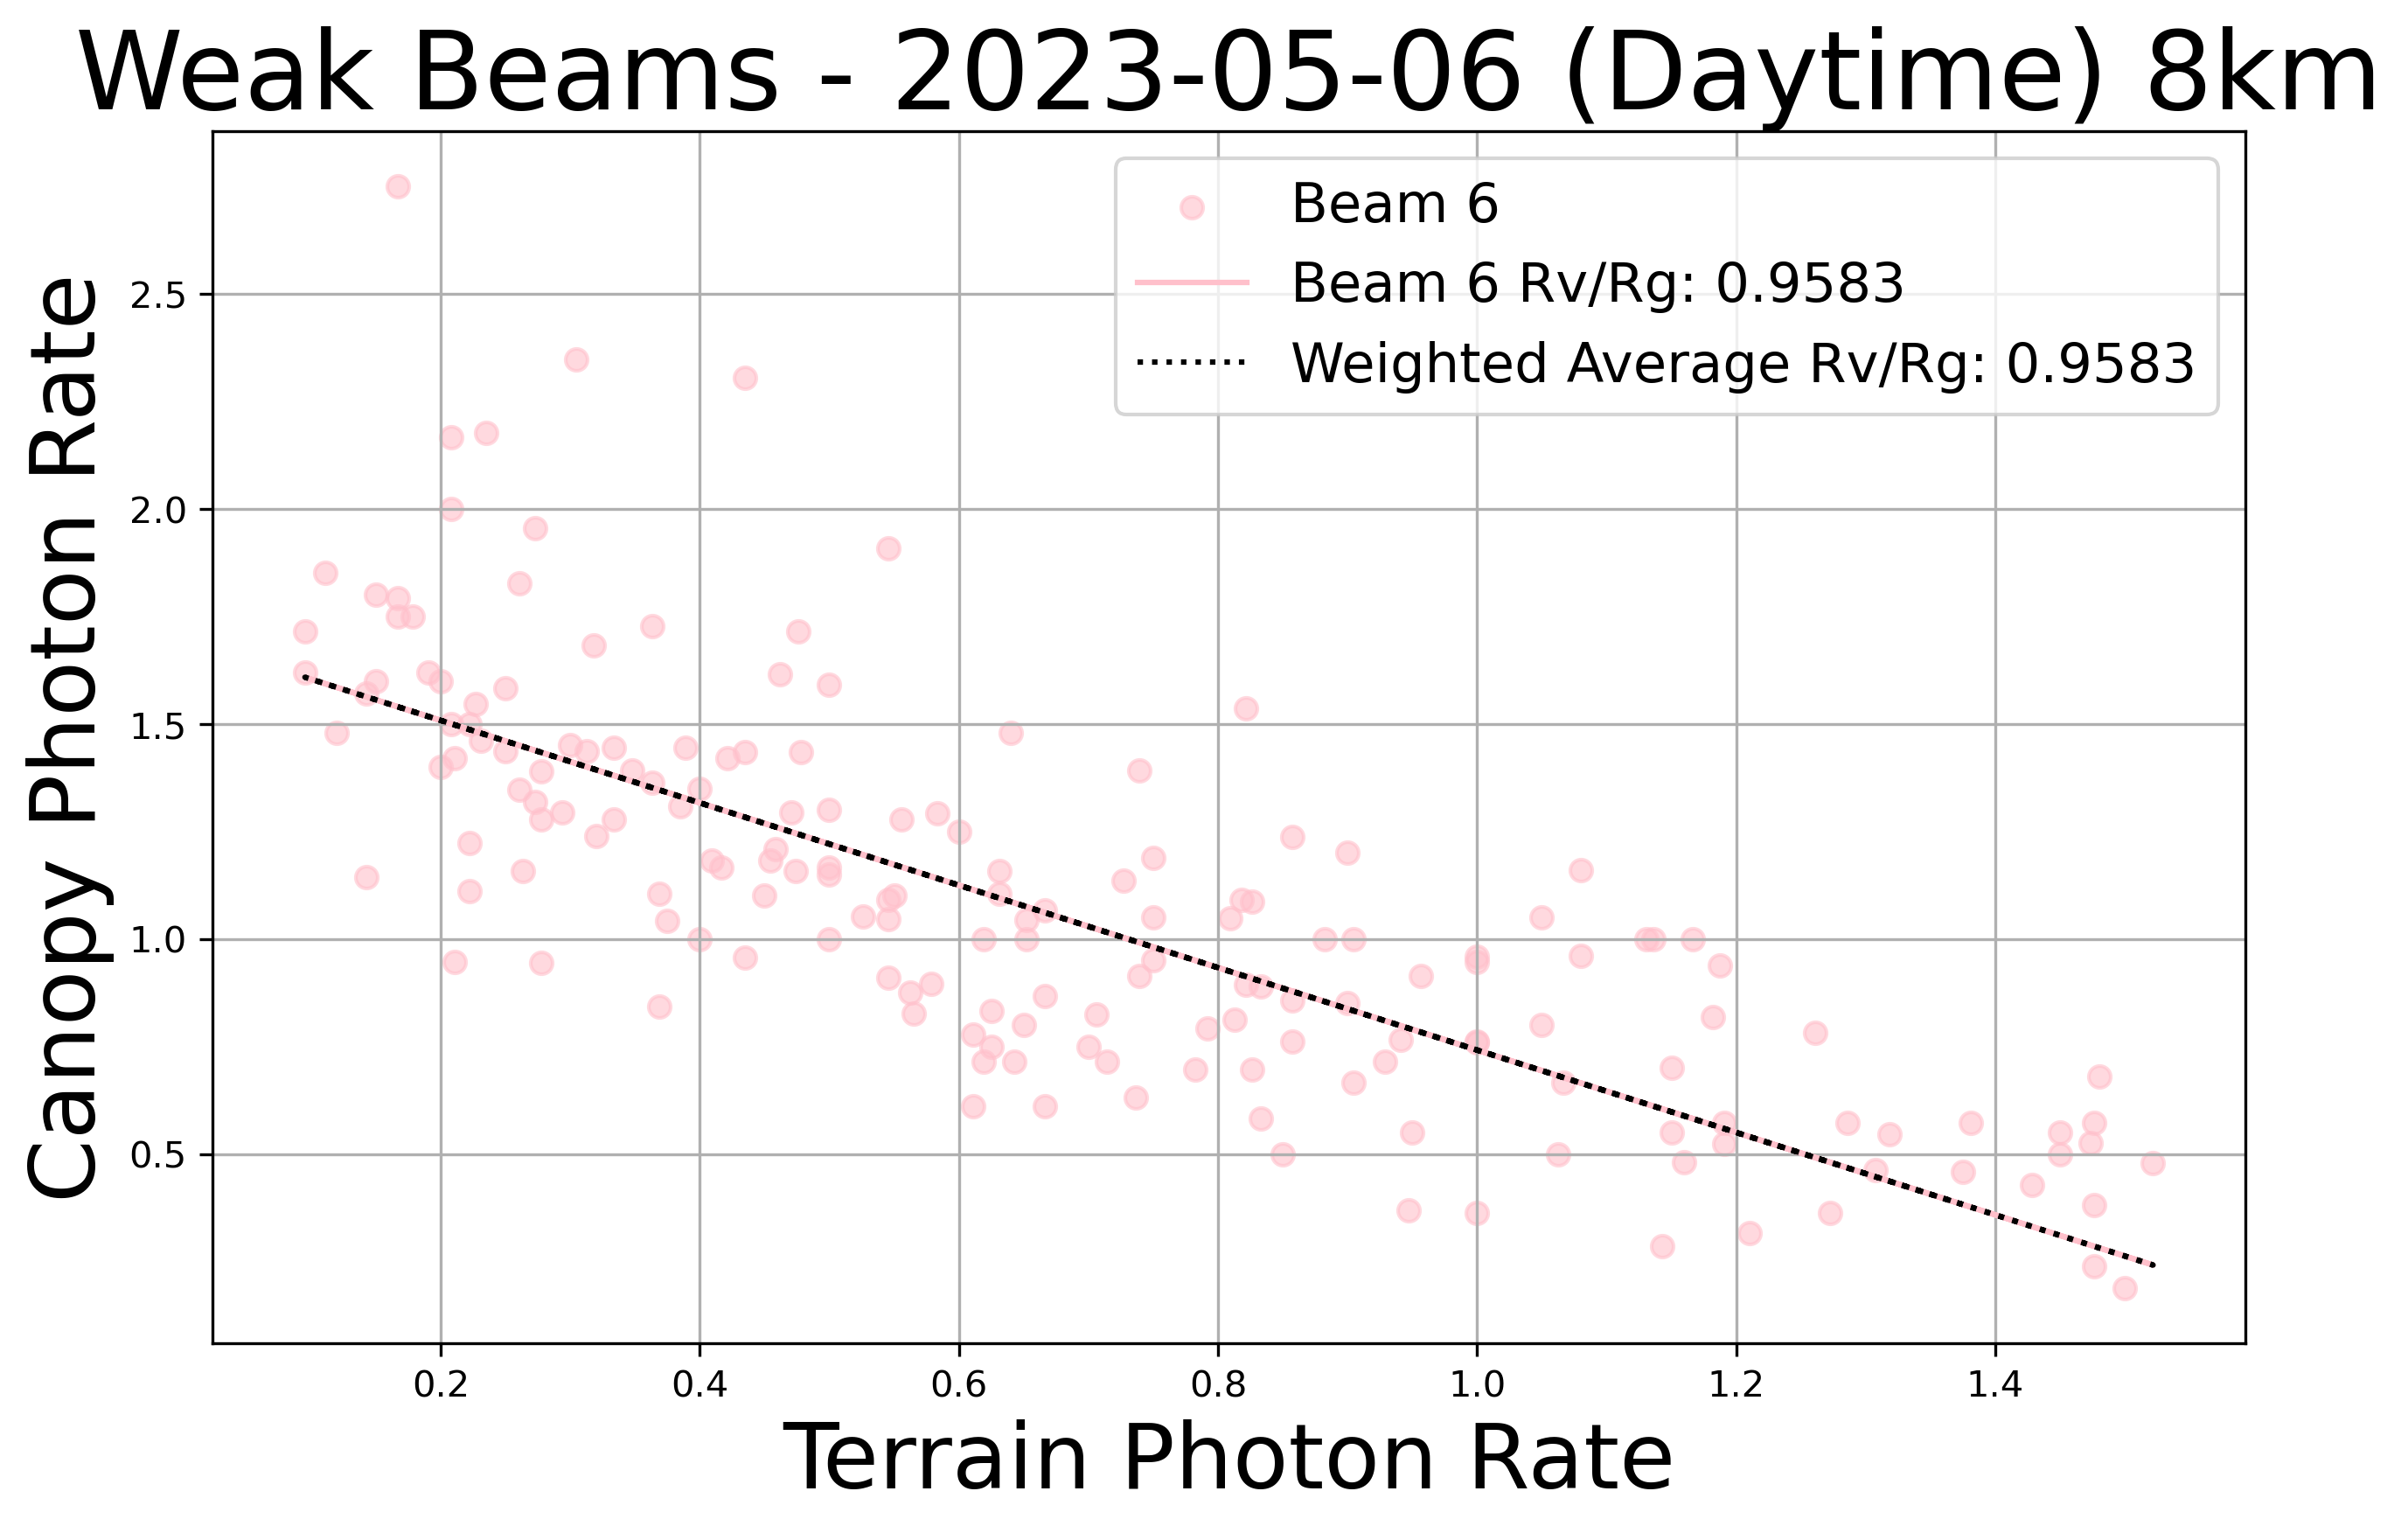 Weak Beams - 2023-05-06 (Daytime) 8km
Beam 6
Beam 6 Rv/Rg: 0.9583
Weighted Average Rv/Rg: 0.9583
Canopy Photon Rate
2.5
2.0
1.5
1.0
0.5
0.2 0.4 0.6 0.8 1.0 1.2 1.4
Terrain Photon Rate